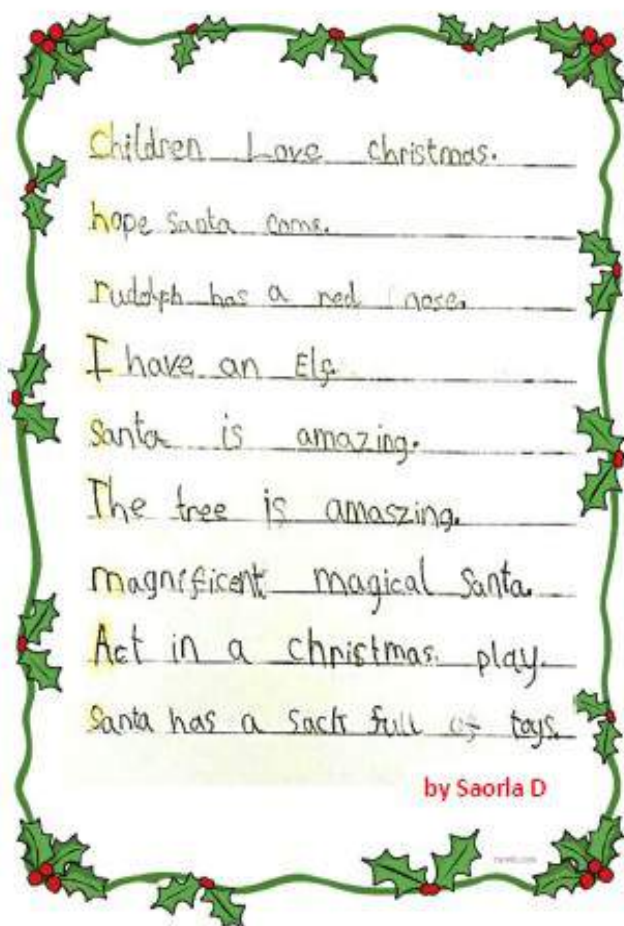 Children Love christmas.
hope santa come.
rudolph has a red nose.
I have an Elf.
Santa is amazing.
The tree is amaszing.
magnificent magical Santa.
Act in a christmas play.
Santa has a sack full of toys.
by Saorla D